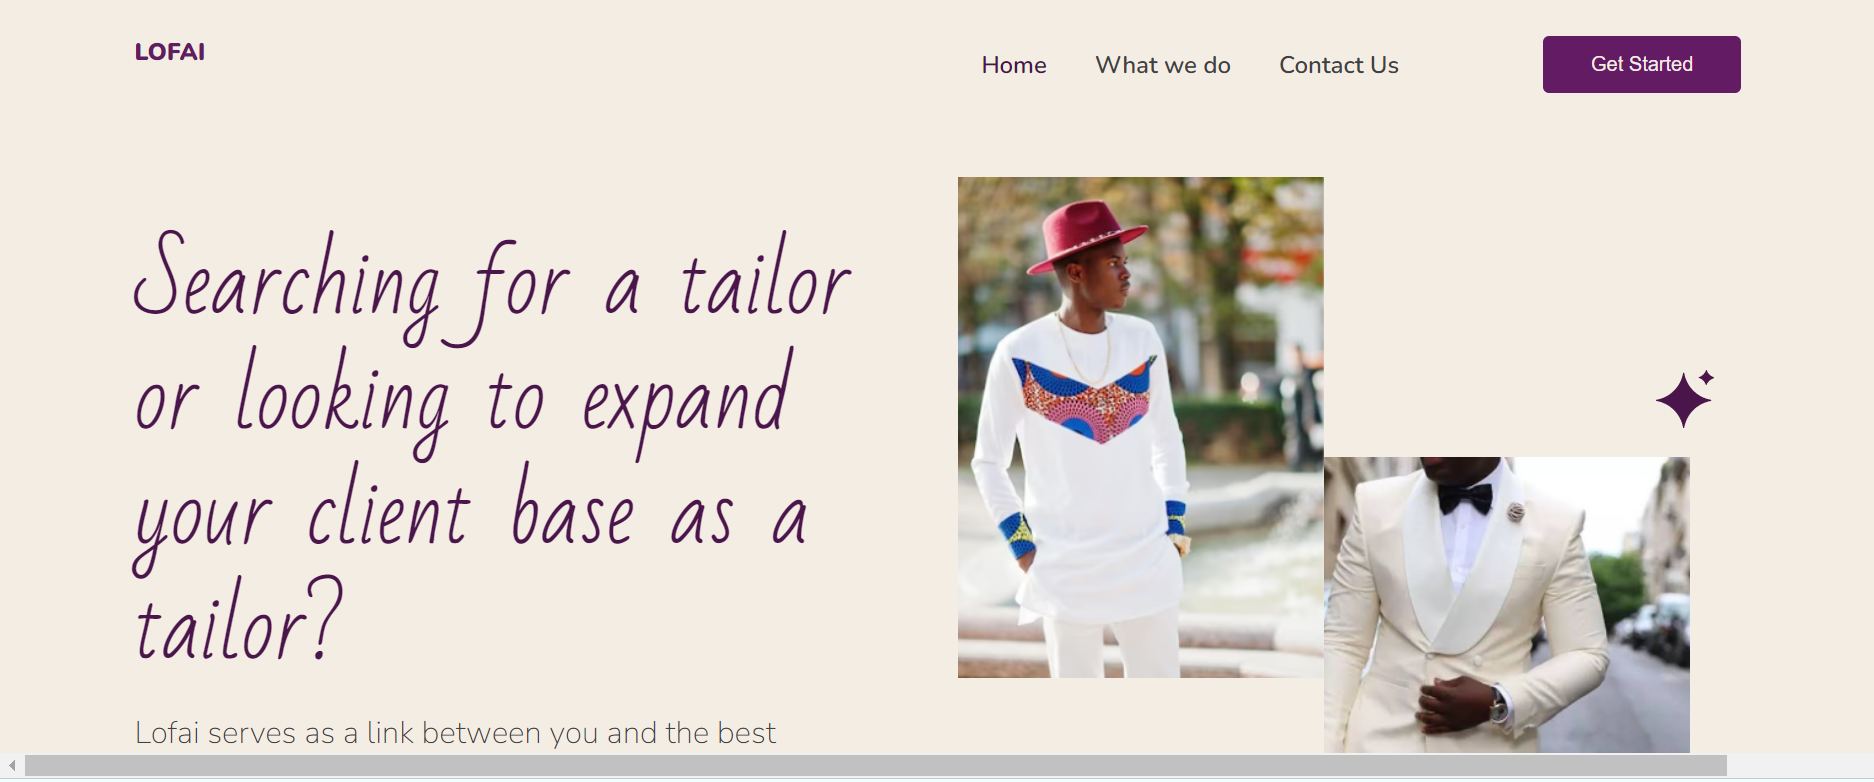 LOFAI
Home
What we do
Contact Us
Get Started
Searching for a tailor
or looking to expand
your client base as a
tailor?
Lofai serves as a link between you and the best